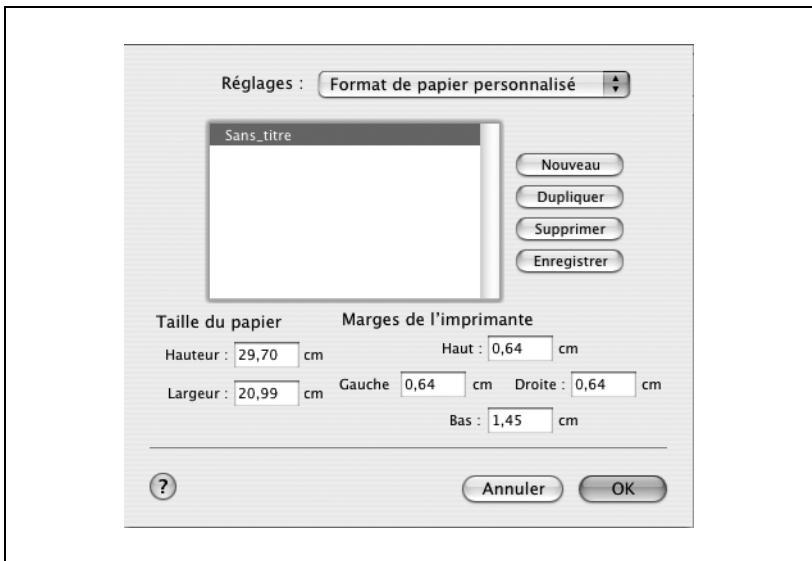 Réglages : Format de papier personnalisé
Sans_titre
Nouveau
Dupliquer
Supprimer
Enregistrer
Taille du papier
Marges de l'imprimante
Hauteur : 29,70 cm
Haut : 0,64 cm
Largeur : 20,99 cm
Gauche 0,64 cm Droite : 0,64 cm
Bas : 1,45 cm
? Annuler OK